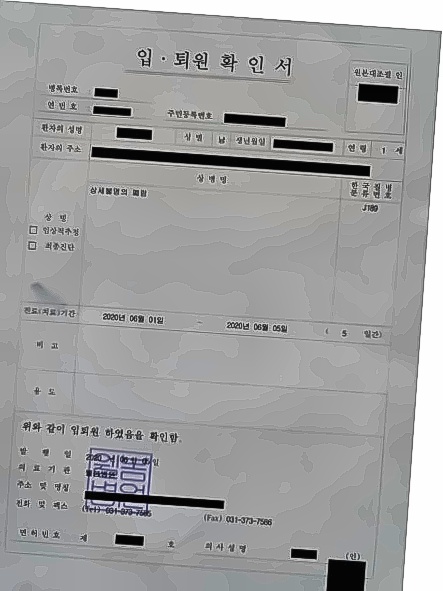 입·퇴원 확인서
원본대조필 인
병록번호
연번호
주민등록번호
환자의 성명 성별 남 생년월일 연령 1 세
환자의 주소
상병명 한국질병분류번호
상세불명의 폐렴 J189
상 병
□ 임상적추정
□ 최종진단
진료(치료)기간 2020년 06월 01일 ~ 2020년 06월 05일 ( 5 일간)
비 고
용 도
위와 같이 입퇴원 하였음을 확인함.
발 행 일 2020 년
의 료 기 관
주소 및 명칭
전화 및 팩스 (Tel) 031-373-7585 (Fax) 031-373-7586
면허번호 제 호 의사성명 (인)